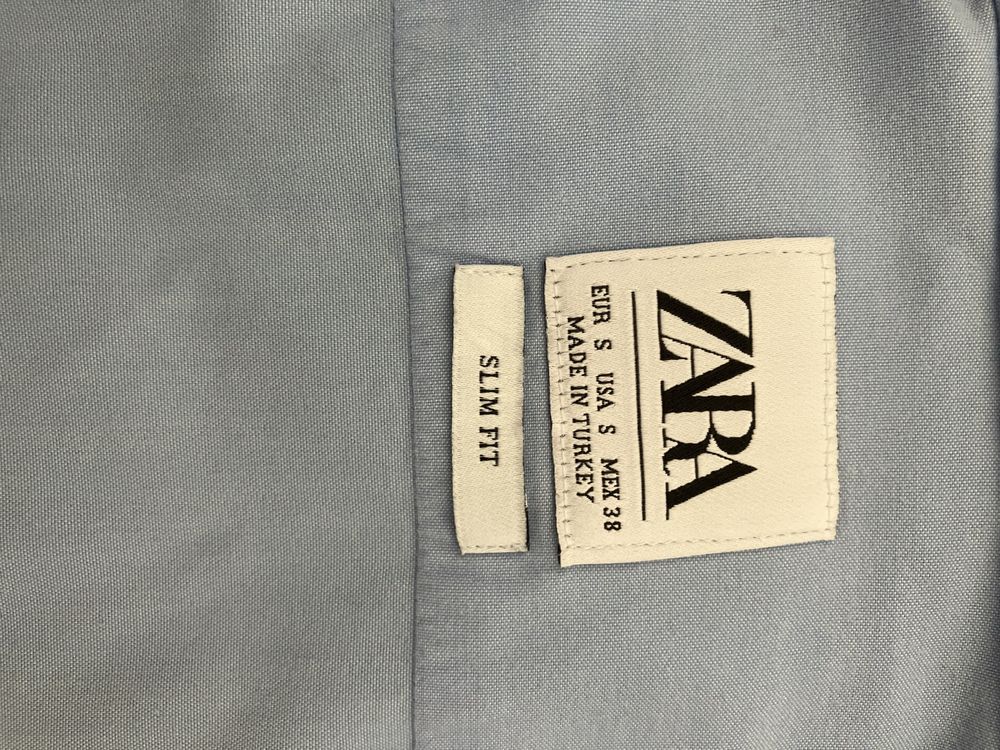 ZARA
EUR S USA S MEX 38
MADE IN TURKEY
SLIM FIT